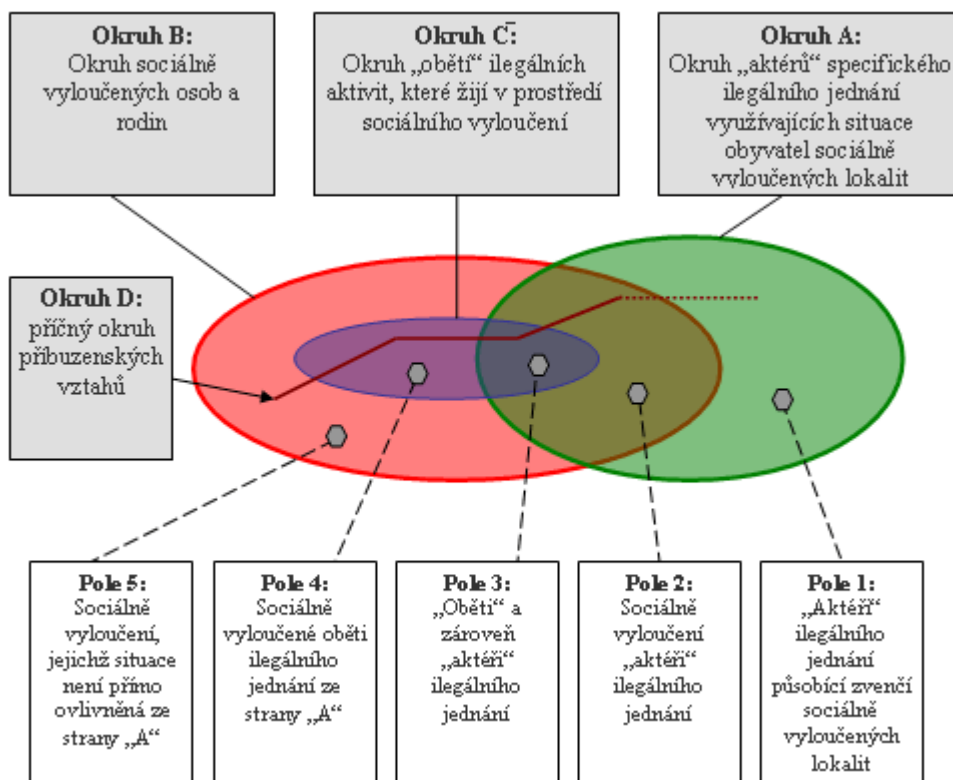 Okruh B:
Okruh sociálně
vyloučených osob a
rodin
Okruh C:
Okruh „obětí“ ilegálních
aktivit, které žijí v prostředí
sociálního vyloučení
Okruh A:
Okruh „aktérů“ specifického
ilegálního jednání
využívajících situace
obyvatel sociálně
vyloučených lokalit
Okruh D:
příčný okruh
příbuzenských
vztahů
Pole 5:
Sociálně
vyloučení,
jejichž situace
není přímo
ovlivněná ze
strany „A“
Pole 4:
Sociálně
vyloučené oběti
ilegálního
jednání ze
strany „A“
Pole 3:
„Oběti“ a
zároveň
„aktéři“
ilegálního
jednání
Pole 2:
Sociálně
vyloučení
„aktéři“
ilegálního
jednání
Pole 1:
„Aktéři“
ilegálního
jednání
působící zvenčí
sociálně
vyloučených
lokalit